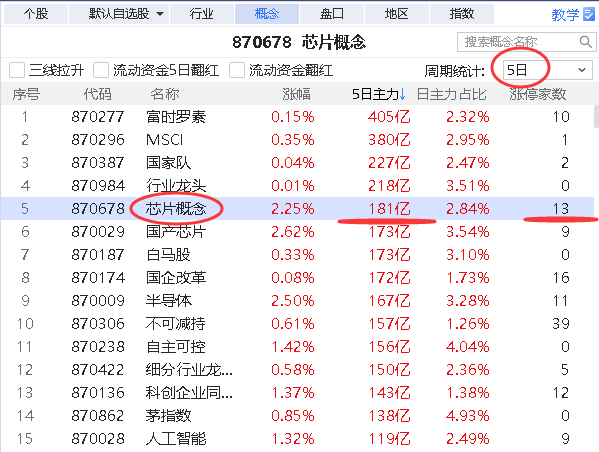 个股 默认自选股 行业 概念 盘口 地区 指数 教学
870678 芯片概念 搜索概念名称
三线拉升 流动资金5日翻红 流动资金翻红 周期统计: 5日
序号 代码 名称 涨幅 5日主力↓ 日主力占比 涨停家数
1 870277 富时罗素 0.15% 405亿 2.32% 10
2 870296 MSCI 0.35% 380亿 2.95% 1
3 870387 国家队 0.04% 227亿 2.47% 2
4 870984 行业龙头 0.01% 218亿 3.51% 0
5 870678 芯片概念 2.25% 181亿 2.84% 13
6 870029 国产芯片 2.62% 173亿 3.54% 9
7 870187 白马股 0.33% 173亿 3.10% 0
8 870174 国企改革 0.08% 172亿 1.73% 16
9 870009 半导体 2.50% 167亿 3.28% 11
10 870306 不可减持 0.61% 157亿 1.26% 39
11 870238 自主可控 1.42% 156亿 4.04% 0
12 870422 细分行业龙... 0.58% 150亿 2.36% 5
13 870136 科创企业同... 1.37% 143亿 1.38% 12
14 870862 茅指数 0.85% 138亿 4.93% 0
15 870028 人工智能 1.32% 119亿 2.49% 9